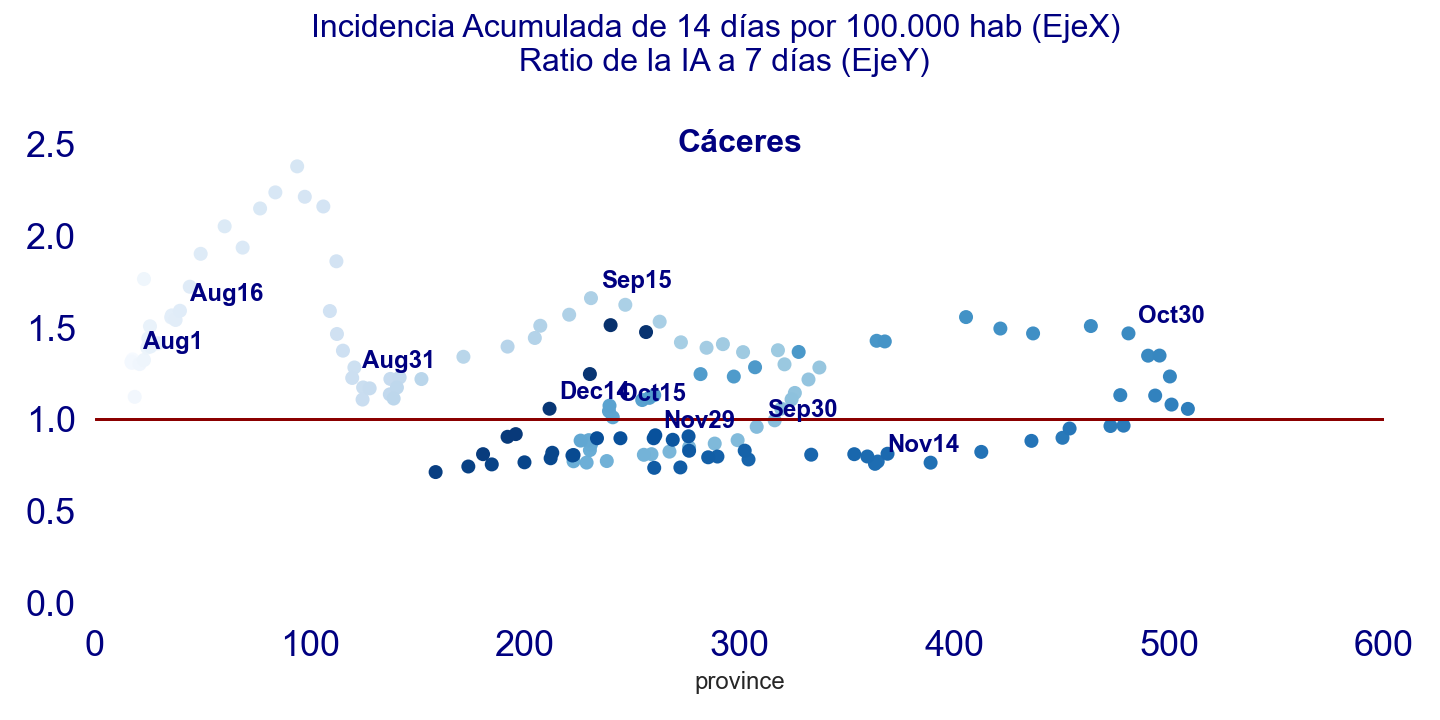 Incidencia Acumulada de 14 días por 100.000 hab (EjeX)
Ratio de la IA a 7 días (EjeY)
Cáceres
2.5
2.0
1.5
1.0
0.5
0.0
Sep15
Aug16
Oct30
Aug1
Aug31
Dec14
Oct15
Sep30
Nov29
Nov14
0 100 200 300 400 500 600
province